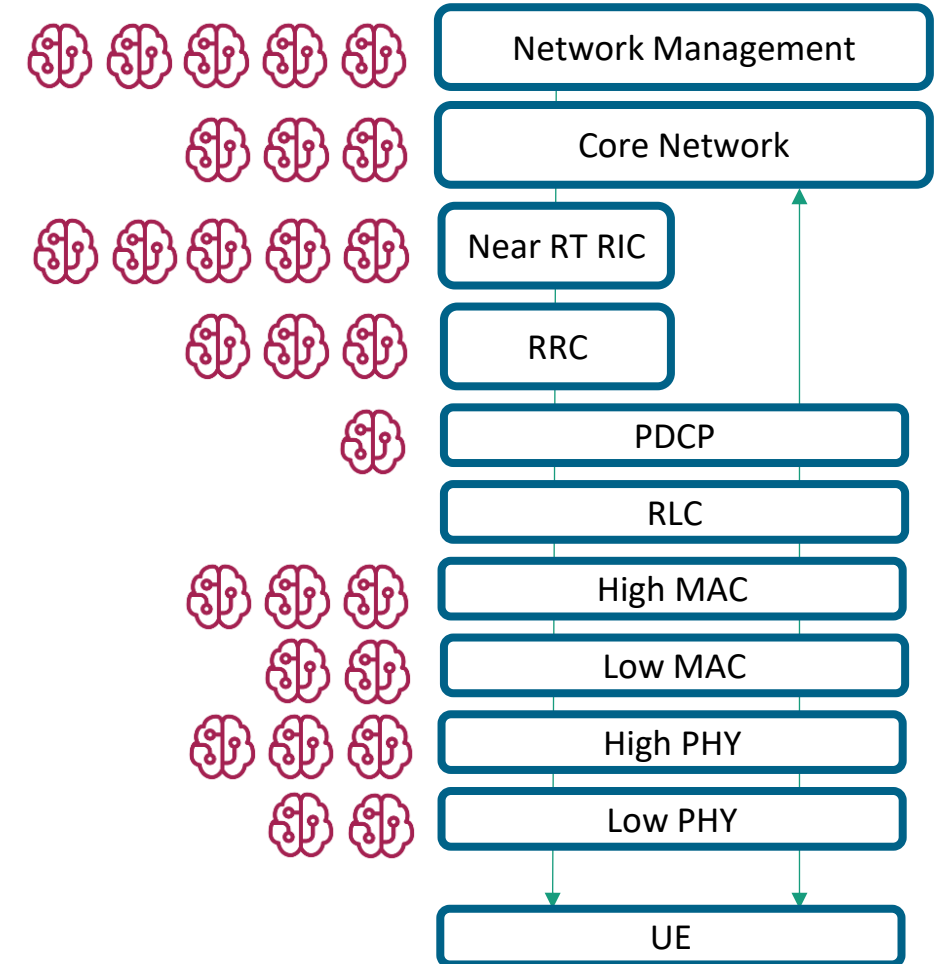 Network Management
Core Network
Near RT RIC
RRC
PDCP
RLC
High MAC
Low MAC
High PHY
Low PHY
UE